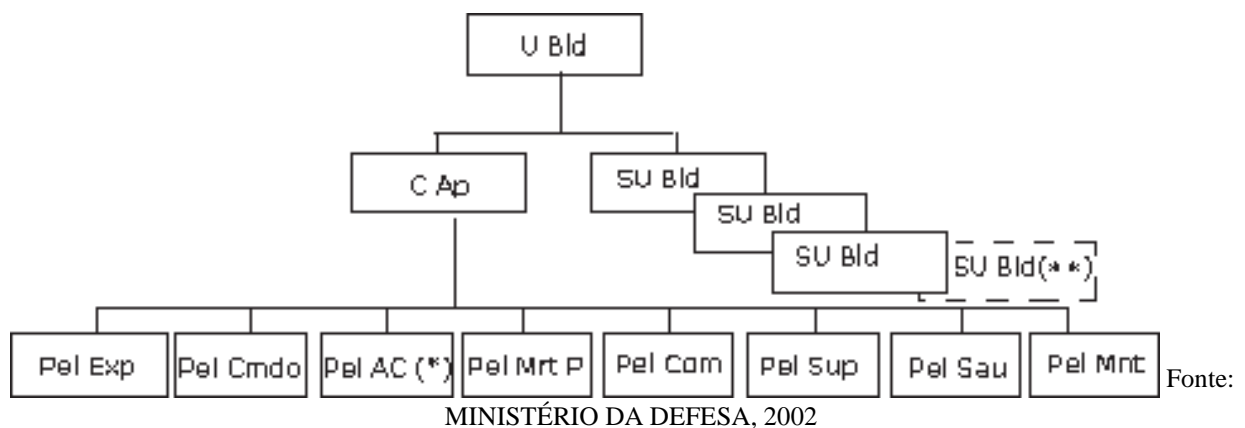 U Bld
C Ap
SU Bld
SU Bld
SU Bld
SU Bld(**)
Pel Exp
Pel Cmdo
Pel AC (*)
Pel Mrt P
Pel Com
Pel Sup
Pel Sau
Pel Mnt
Fonte:
MINISTÉRIO DA DEFESA, 2002